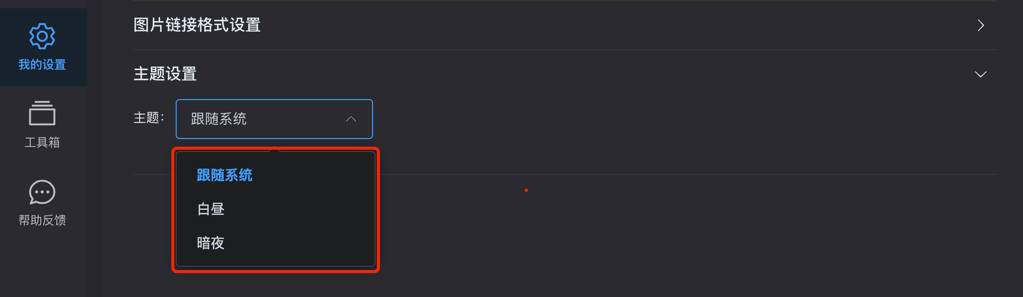 我的设置
工具箱
帮助反馈
图片链接格式设置
主题设置
主题:
跟随系统
跟随系统
白昼
暗夜